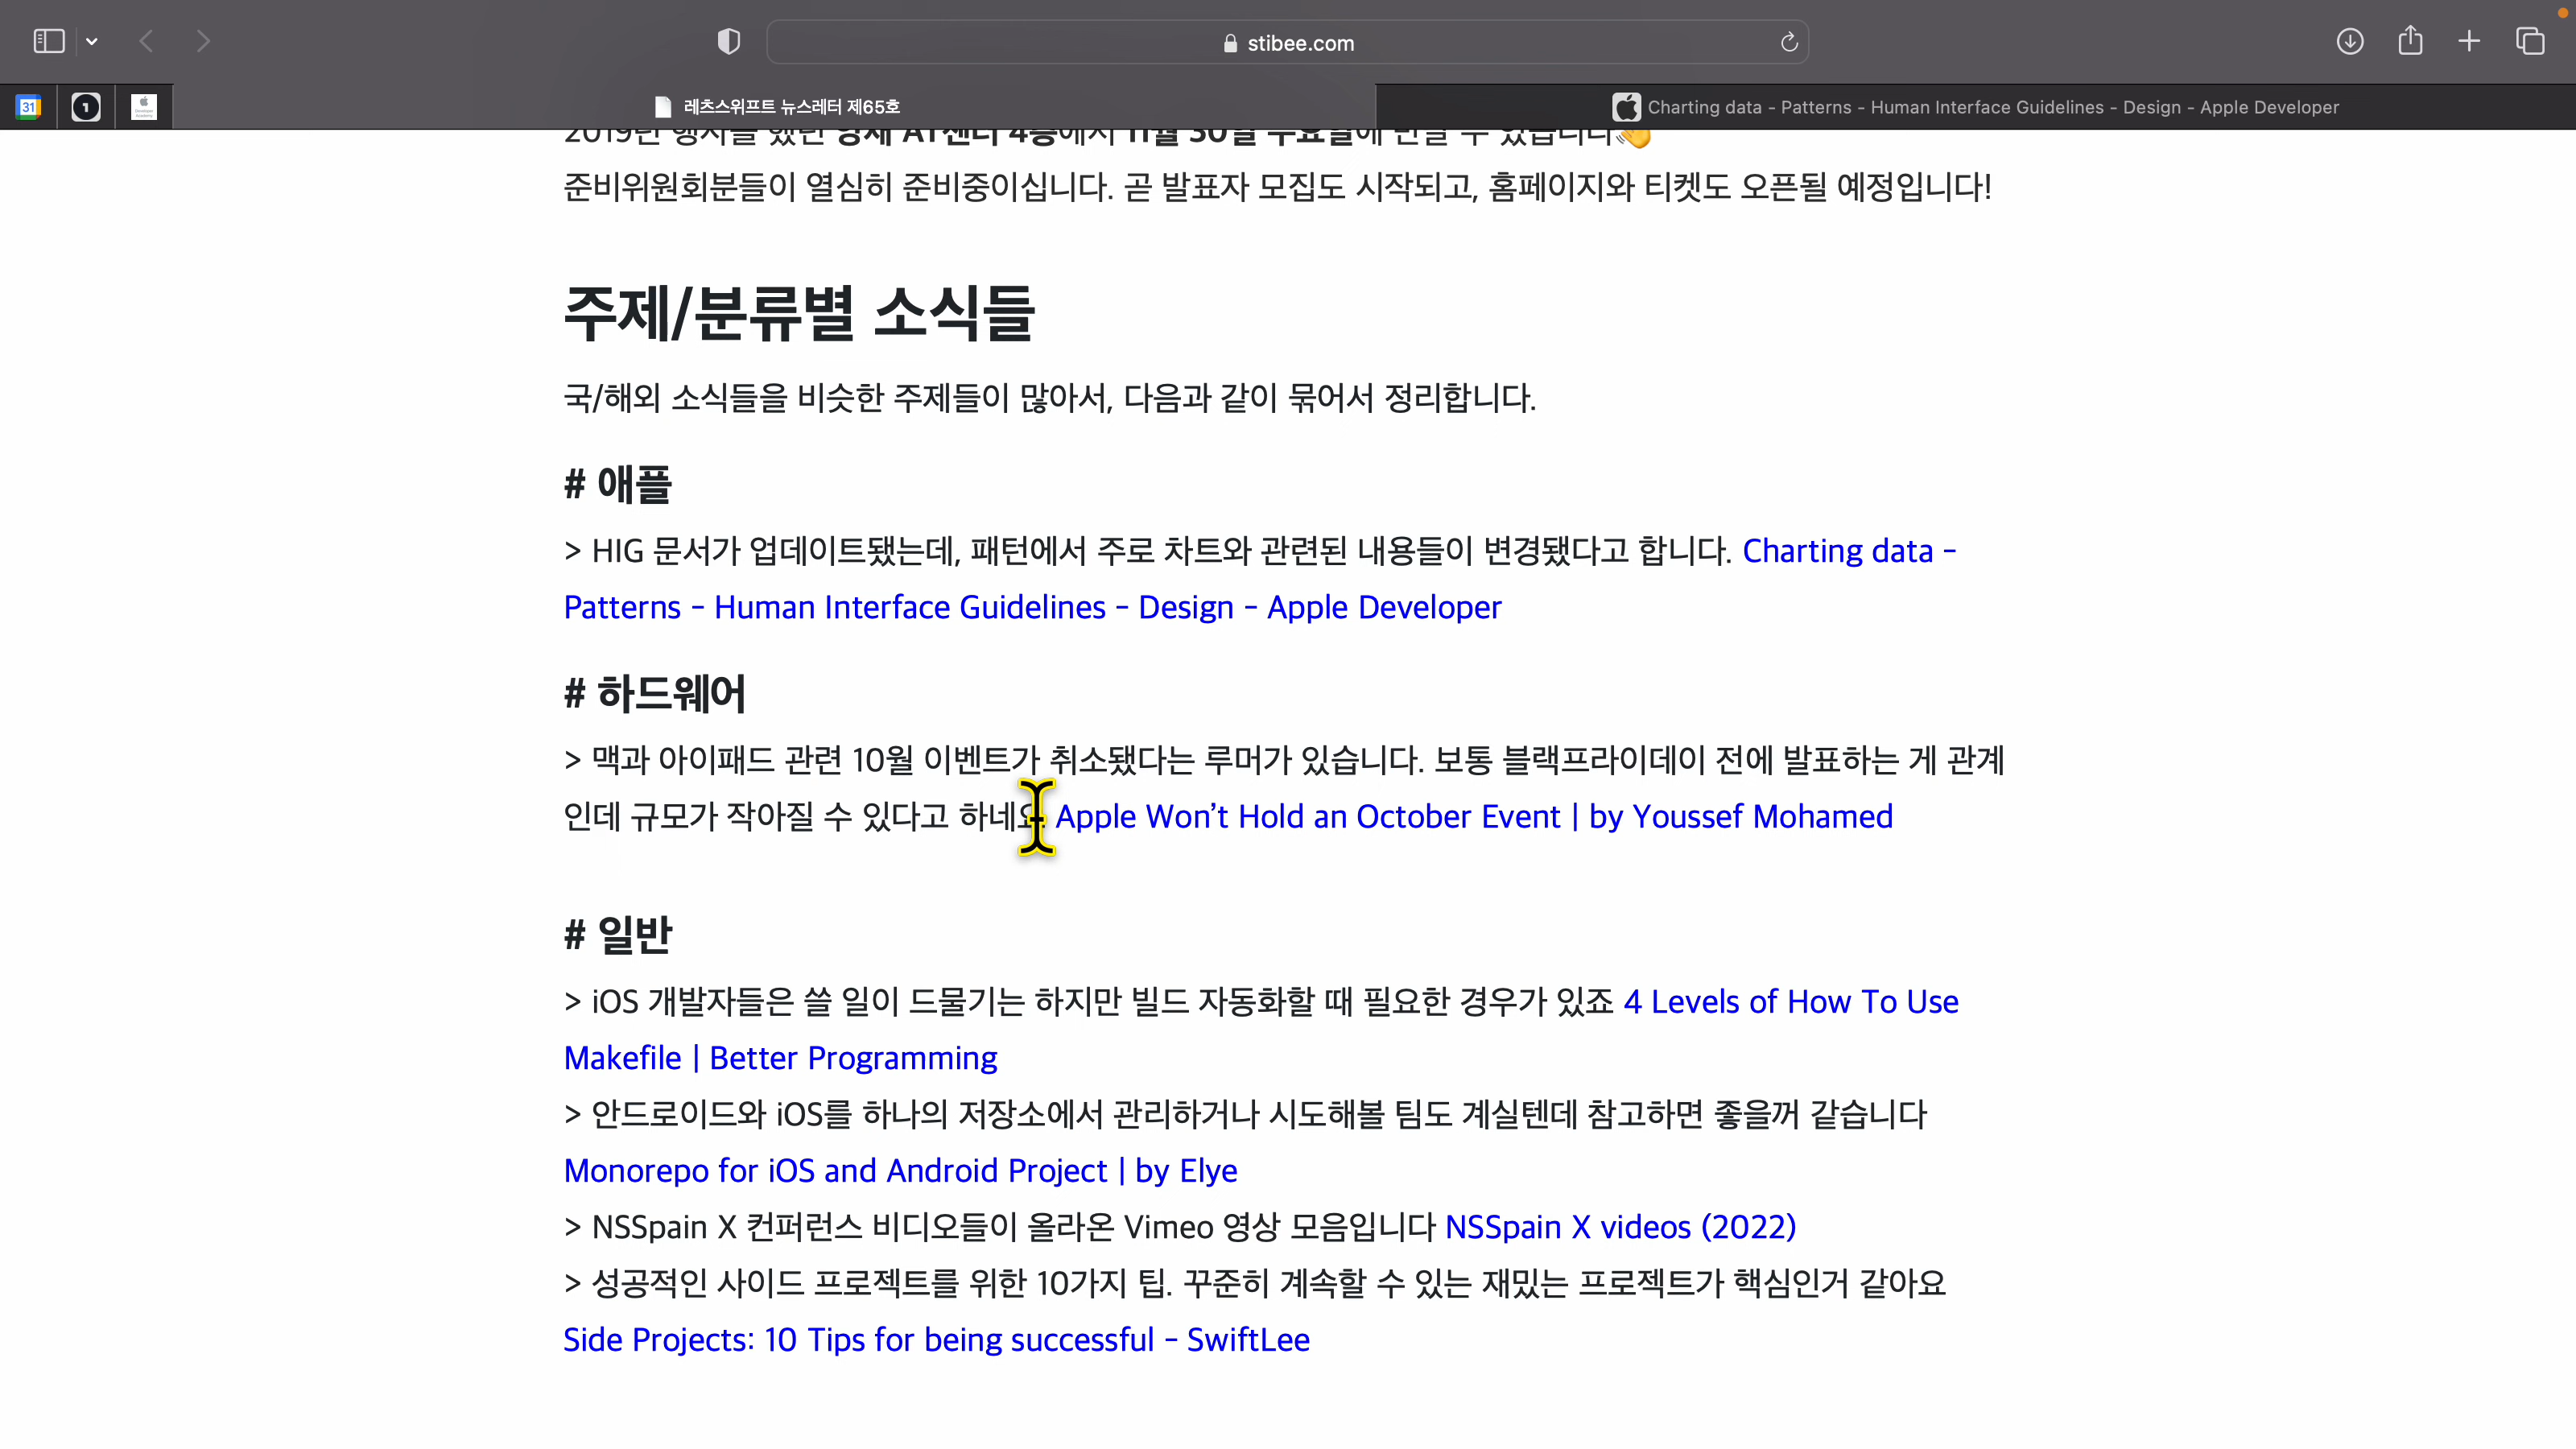 stibee.com
31
1
레츠스위프트 뉴스레터 제65호
Charting data - Patterns - Human Interface Guidelines - Design - Apple Developer
2019년 행사를 했던 양재 AT센터 4층에서 11월 30일 수요일에 만날 수 있습니다👋
준비위원회분들이 열심히 준비중이십니다. 곧 발표자 모집도 시작되고, 홈페이지와 티켓도 오픈될 예정입니다!
주제/분류별 소식들
국/해외 소식들을 비슷한 주제들이 많아서, 다음과 같이 묶어서 정리합니다.
# 애플
> HIG 문서가 업데이트됐는데, 패턴에서 주로 차트와 관련된 내용들이 변경됐다고 합니다. Charting data -
Patterns - Human Interface Guidelines - Design - Apple Developer
# 하드웨어
> 맥과 아이패드 관련 10월 이벤트가 취소됐다는 루머가 있습니다. 보통 블랙프라이데이 전에 발표하는 게 관계
인데 규모가 작아질 수 있다고 하네요. Apple Won't Hold an October Event | by Youssef Mohamed
# 일반
> iOS 개발자들은 쓸 일이 드물기는 하지만 빌드 자동화할 때 필요한 경우가 있죠 4 Levels of How To Use
Makefile | Better Programming
> 안드로이드와 iOS를 하나의 저장소에서 관리하거나 시도해볼 팀도 계실텐데 참고하면 좋을꺼 같습니다
Monorepo for iOS and Android Project | by Elye
> NSSpain X 컨퍼런스 비디오들이 올라온 Vimeo 영상 모음입니다 NSSpain X videos (2022)
> 성공적인 사이드 프로젝트를 위한 10가지 팁. 꾸준히 계속할 수 있는 재밌는 프로젝트가 핵심인거 같아요
Side Projects: 10 Tips for being successful - SwiftLee